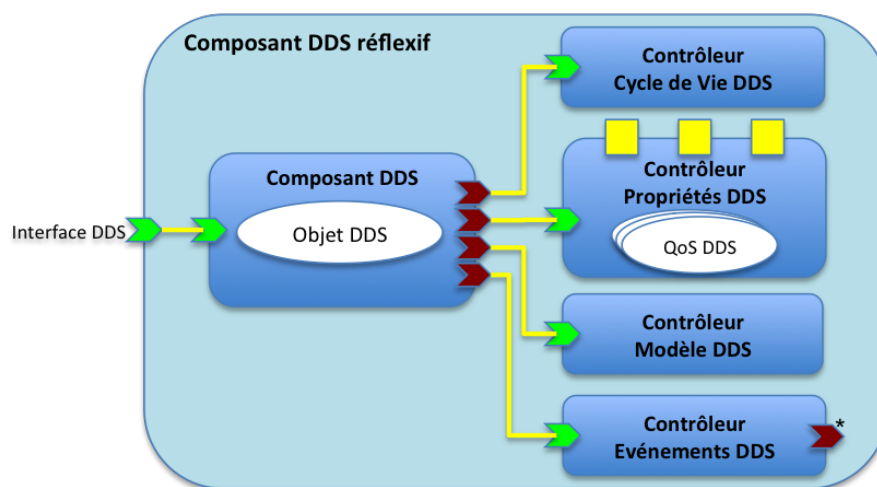 Composant DDS réflexif
Contrôleur
Cycle de Vie DDS
Contrôleur
Propriétés DDS
QoS DDS
Composant DDS
Objet DDS
Interface DDS
Contrôleur
Modèle DDS
Contrôleur
Evénements DDS
*